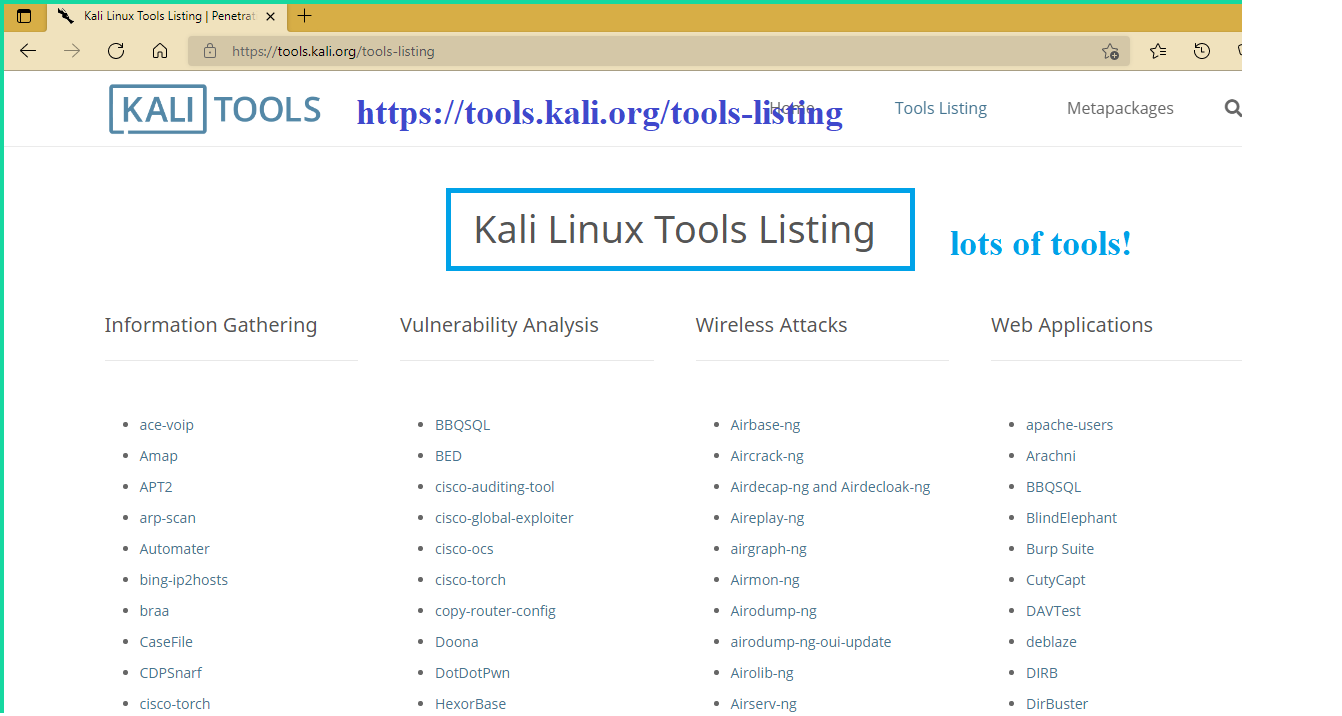 Kali Linux Tools Listing | Penetrat
https://tools.kali.org/tools-listing
KALI TOOLS
https://tools.kali.org/tools-listing
Home
Tools Listing
Metapackages
Kali Linux Tools Listing
lots of tools!
Information Gathering
ace-voip
Amap
APT2
arp-scan
Automater
bing-ip2hosts
braa
CaseFile
CDPSnarf
cisco-torch
Vulnerability Analysis
BBQSQL
BED
cisco-auditing-tool
cisco-global-exploiter
cisco-ocs
cisco-torch
copy-router-config
Doona
DotDotPwn
HexorBase
Wireless Attacks
Airbase-ng
Aircrack-ng
Airdecap-ng and Airdecloak-ng
Aireplay-ng
airgraph-ng
Airmon-ng
Airodump-ng
airodump-ng-oui-update
Airolib-ng
Airserv-ng
Web Applications
apache-users
Arachni
BBQSQL
BlindElephant
Burp Suite
CutyCapt
DAVTest
deblaze
DIRB
DirBuster